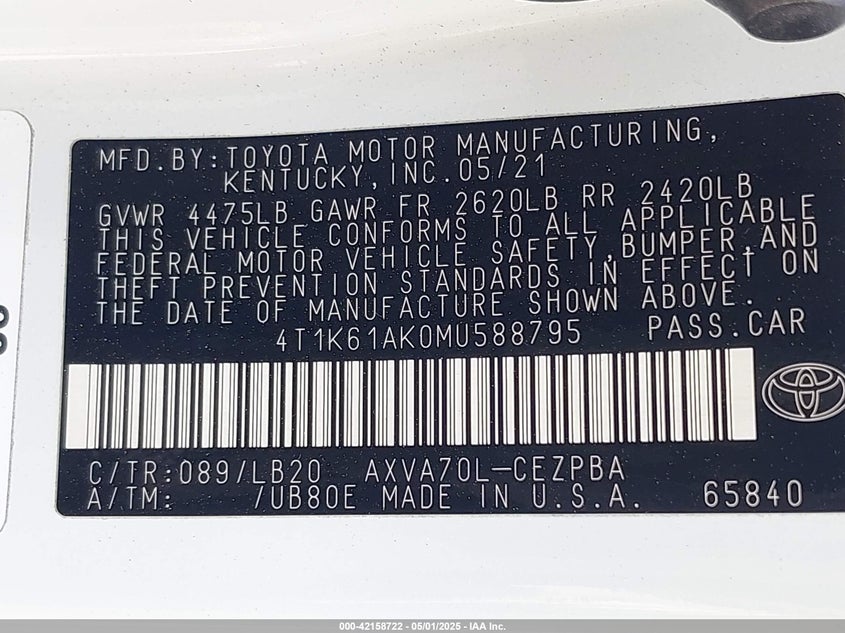 MFD.BY:TOYOTA MOTOR MANUFACTURING,
KENTUCKY,INC.05/21
GVWR 4475LB GAWR FR 2620LB RR 2420LB
THIS VEHICLE CONFORMS TO ALL APPLICABLE
FEDERAL MOTOR VEHICLE SAFETY,BUMPER,AND
THEFT PREVENTION STANDARDS IN EFFECT ON
THE DATE OF MANUFACTURE SHOWN ABOVE.
4T1K61AK0MU588795 PASS.CAR
C/TR:089/LB20 AXVA70L-CEZPBA
A/TM: /UB80E MADE IN U.S.A. 65840
000-42158722 - 05/01/2025 - IAA Inc.